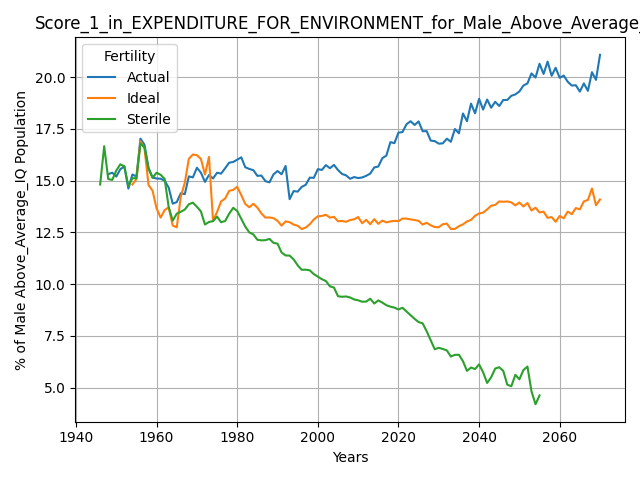 Score_1_in_EXPENDITURE_FOR_ENVIRONMENT_for_Male_Above_Average_
Fertility
Actual
Ideal
Sterile
% of Male Above_Average_IQ Population
20.0
17.5
15.0
12.5
10.0
7.5
5.0
1940
1960
1980
2000
2020
2040
2060
Years